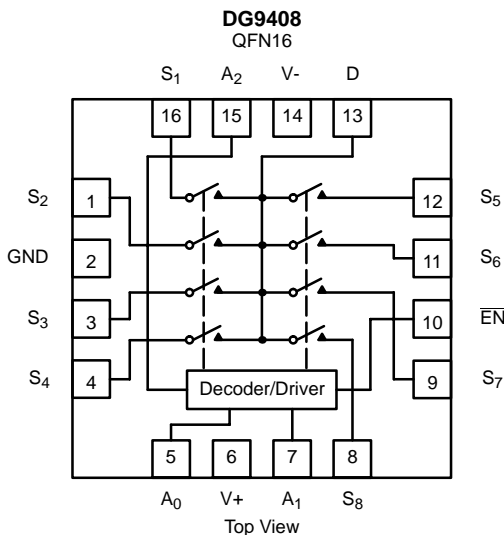 DG9408
QFN16
S1 A2 V- D
16 15 14 13
S2 1 12 S5
GND 2 11 S6
S3 3 10 E̅N̅
S4 4 9 S7
Decoder/Driver
5 6 7 8
A0 V+ A1 S8
Top View